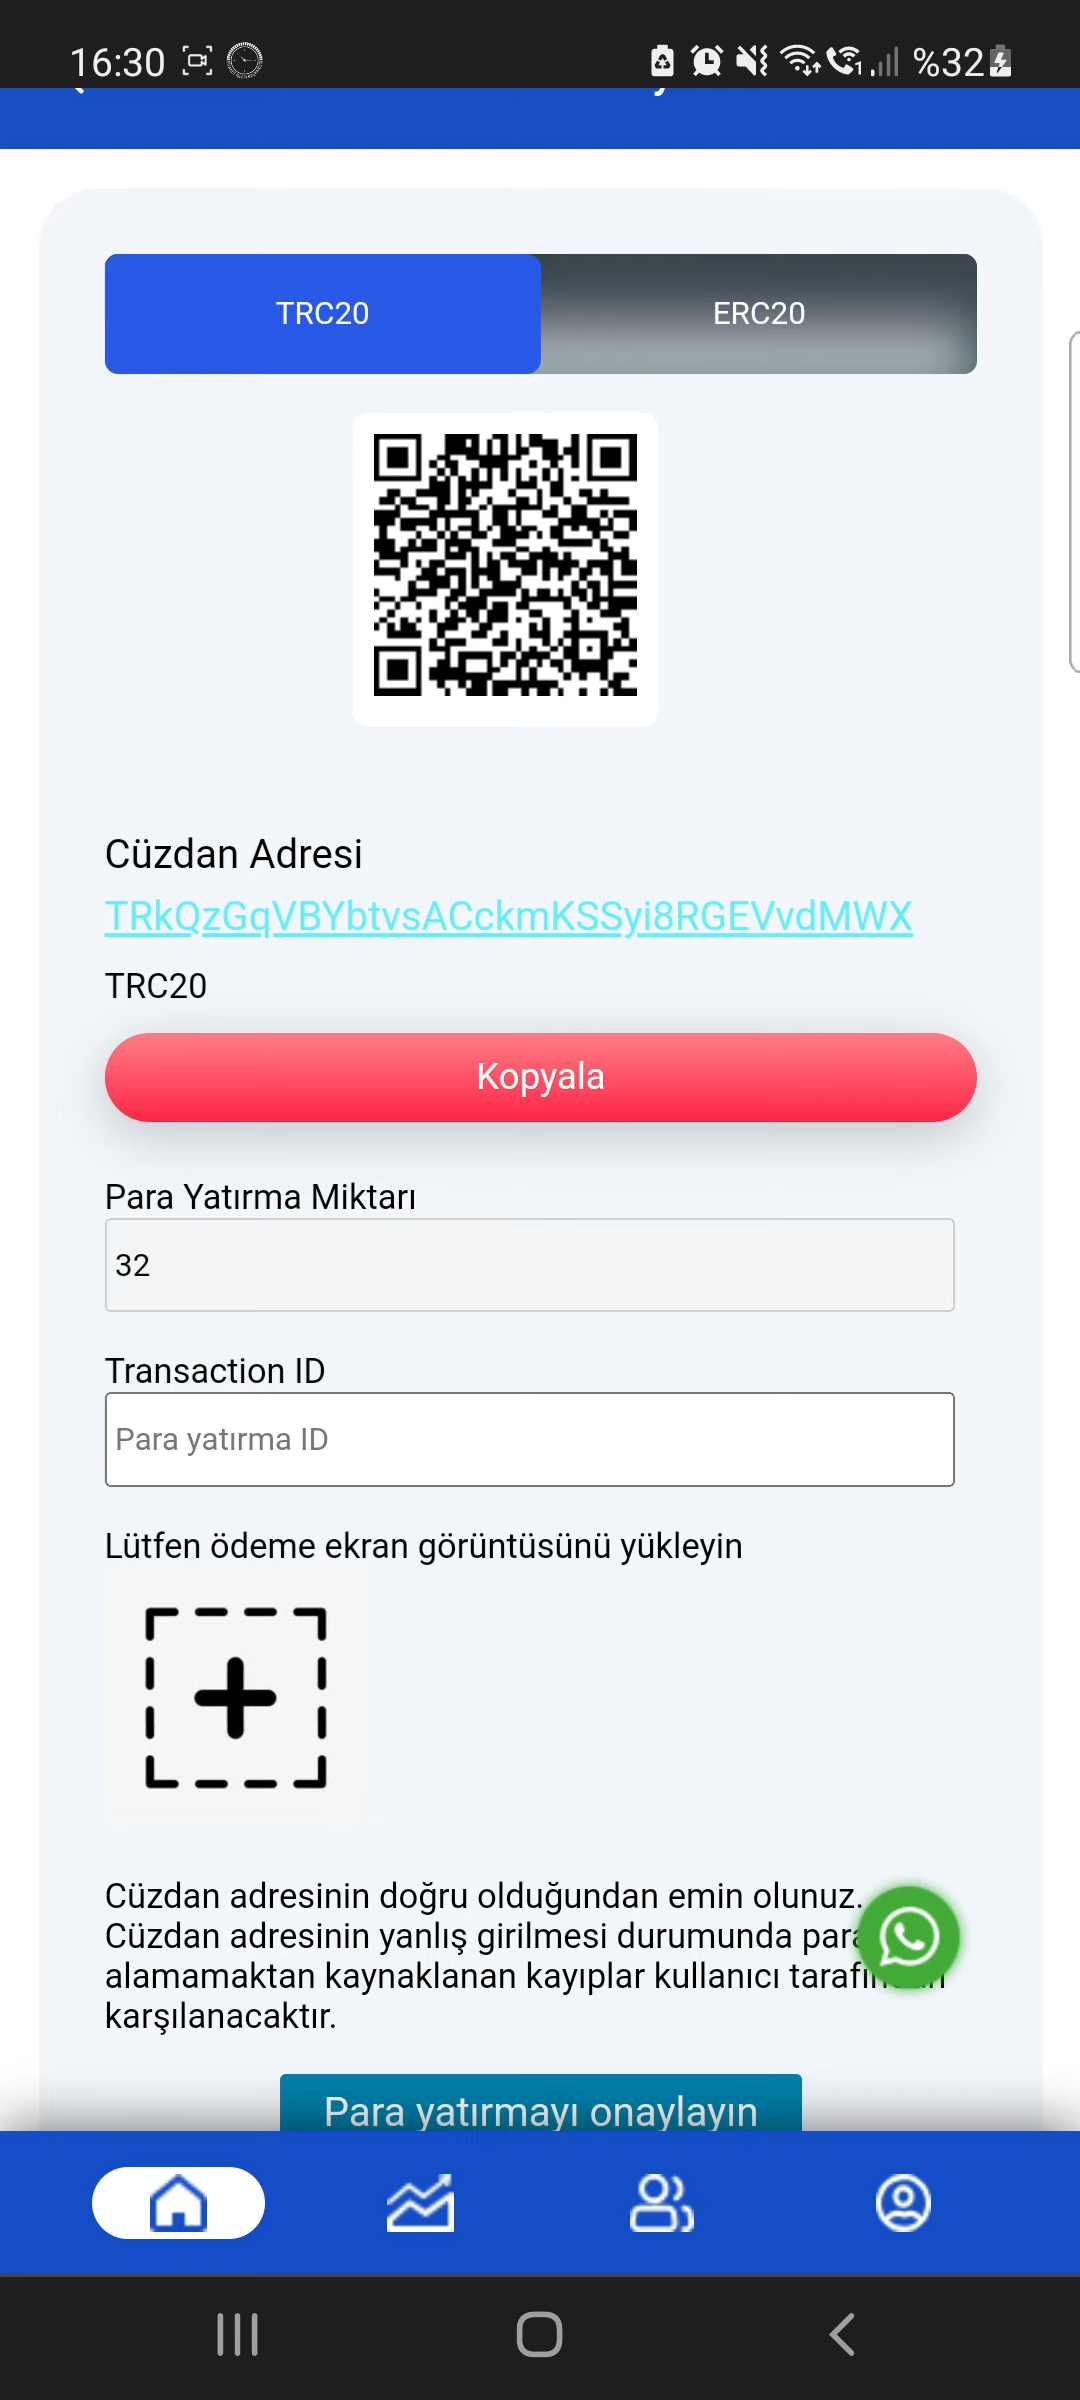 16:30
%32
TRC20
ERC20
Cüzdan Adresi
TRkQzGqVBYbtvsACckmKSSyi8RGEVvdMWX
TRC20
Kopyala
Para Yatırma Miktarı
32
Transaction ID
Para yatırma ID
Lütfen ödeme ekran görüntüsünü yükleyin
Cüzdan adresinin doğru olduğundan emin olunuz.
Cüzdan adresinin yanlış girilmesi durumunda para
alamamaktan kaynaklanan kayıplar kullanıcı tarafından
karşılanacaktır.
Para yatırmayı onaylayın